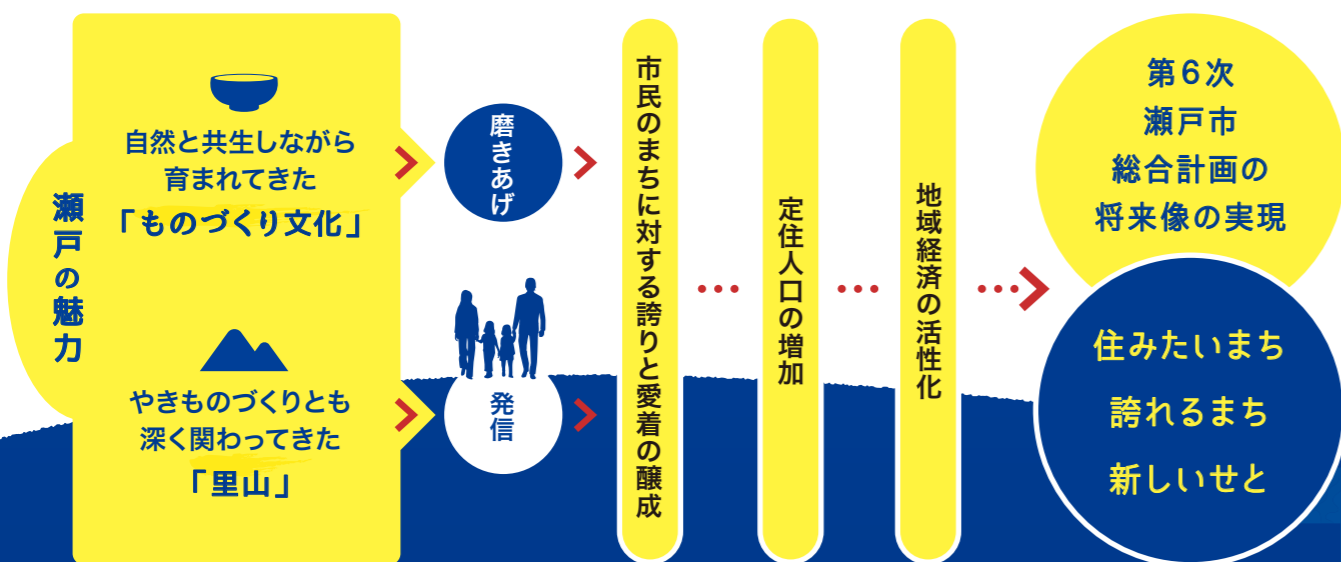 瀬戸の魅力
自然と共生しながら
育まれてきた
「ものづくり文化」
やきものづくりとも
深く関わってきた
「里山」
磨きあげ
発信
市民のまちに対する誇りと愛着の醸成
定住人口の増加
地域経済の活性化
第6次
瀬戸市
総合計画の
将来像の実現
住みたいまち
誇れるまち
新しいせと